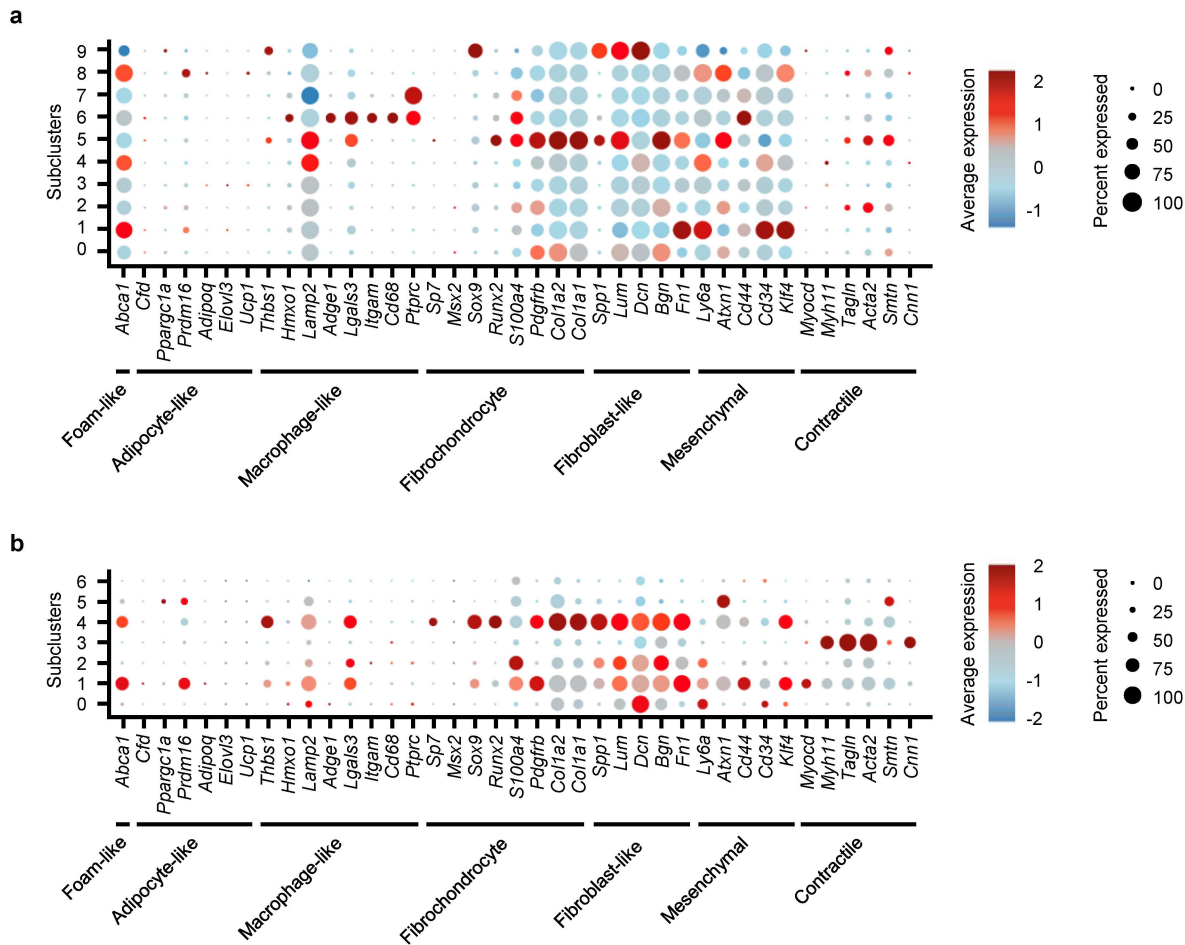 a
Subclusters
9
8
7
6
5
4
3
2
1
0
Abca1
Cfd
Ppargc1a
Prdm16
Adipoq
Elovl3
Ucp1
Thbs1
Hmxo1
Lamp2
Adge1
Lgals3
Itgam
Cd68
Ptprc
Sp7
Msx2
Sox9
Runx2
S100a4
Pdgfrb
Col1a2
Col1a1
Spp1
Lum
Dcn
Bgn
Fn1
Ly6a
Atxn1
Cd44
Cd34
Klf4
Myocd
Myh11
Tagln
Acta2
Smtn
Cnn1
Foam-like
Adipocyte-like
Macrophage-like
Fibrochondrocyte
Fibroblast-like
Mesenchymal
Contractile
Average expression
2
1
0
-1
Percent expressed
0
25
50
75
100
b
Subclusters
6
5
4
3
2
1
0
Abca1
Cfd
Ppargc1a
Prdm16
Adipoq
Elovl3
Ucp1
Thbs1
Hmxo1
Lamp2
Adge1
Lgals3
Itgam
Cd68
Ptprc
Sp7
Msx2
Sox9
Runx2
S100a4
Pdgfrb
Col1a2
Col1a1
Spp1
Lum
Dcn
Bgn
Fn1
Ly6a
Atxn1
Cd44
Cd34
Klf4
Myocd
Myh11
Tagln
Acta2
Smtn
Cnn1
Foam-like
Adipocyte-like
Macrophage-like
Fibrochondrocyte
Fibroblast-like
Mesenchymal
Contractile
Average expression
2
1
0
-1
-2
Percent expressed
0
25
50
75
100